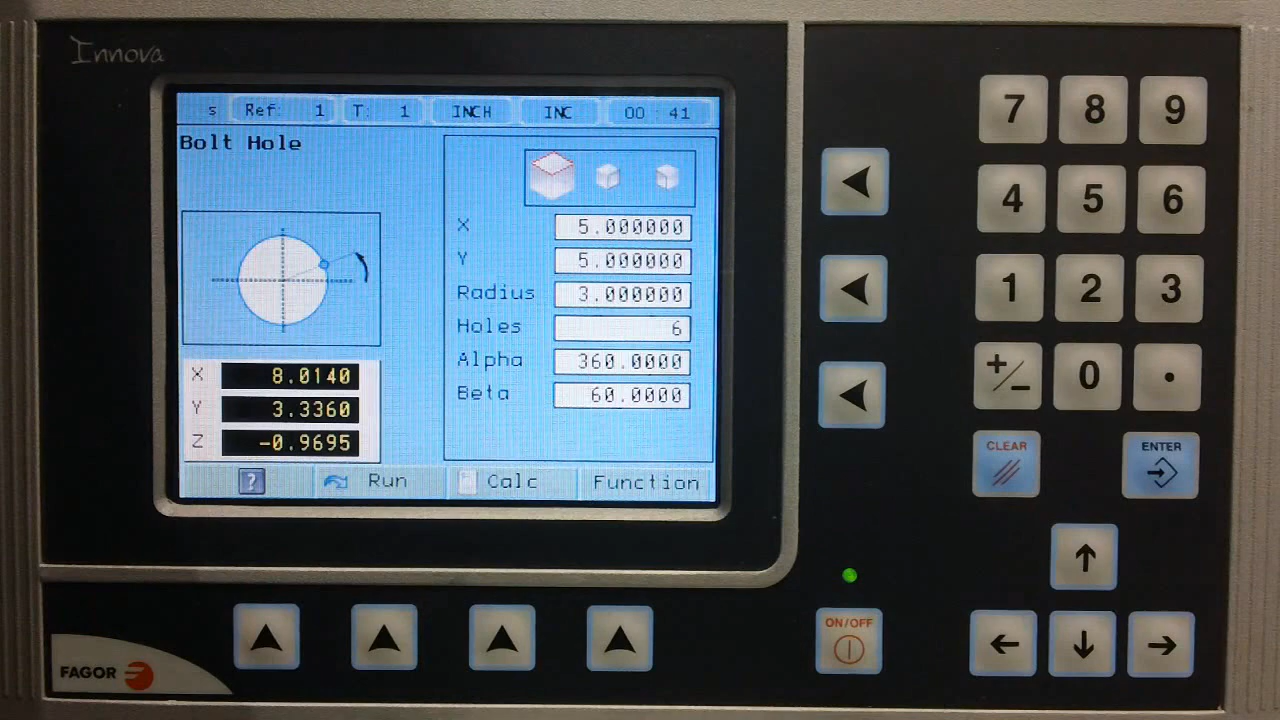 Innova
s Ref: 1 T: 1 INCH INC 00 : 41
Bolt Hole
X 5.000000
Y 5.000000
Radius 3.000000
Holes 6
Alpha 360.0000
Beta 60.0000
X 8.0140
Y 3.3360
Z -0.9695
? Run Calc Function
7 8 9
4 5 6
1 2 3
+/- 0 .
CLEAR ENTER
ON/OFF
FAGOR